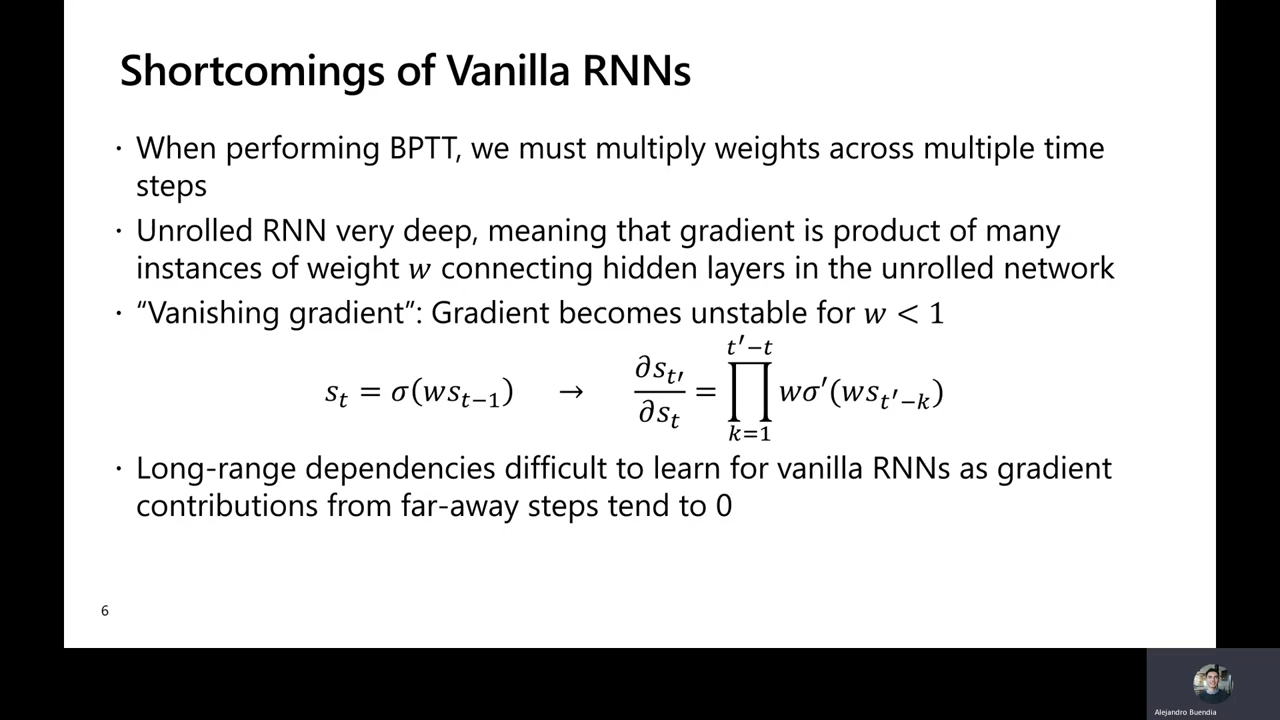 Shortcomings of Vanilla RNNs
· When performing BPTT, we must multiply weights across multiple time
steps
· Unrolled RNN very deep, meaning that gradient is product of many
instances of weight 𝑤 connecting hidden layers in the unrolled network
· “Vanishing gradient”: Gradient becomes unstable for 𝑤 < 1
𝑠_𝑡 = 𝜎(𝑤𝑠_{𝑡−1}) → ∂𝑠_{𝑡′}/∂𝑠_𝑡 = ∏_{𝑘=1}^{𝑡′−𝑡} 𝑤𝜎′(𝑤𝑠_{𝑡′−𝑘})
· Long-range dependencies difficult to learn for vanilla RNNs as gradient
contributions from far-away steps tend to 0
6
Alejandro Buendia